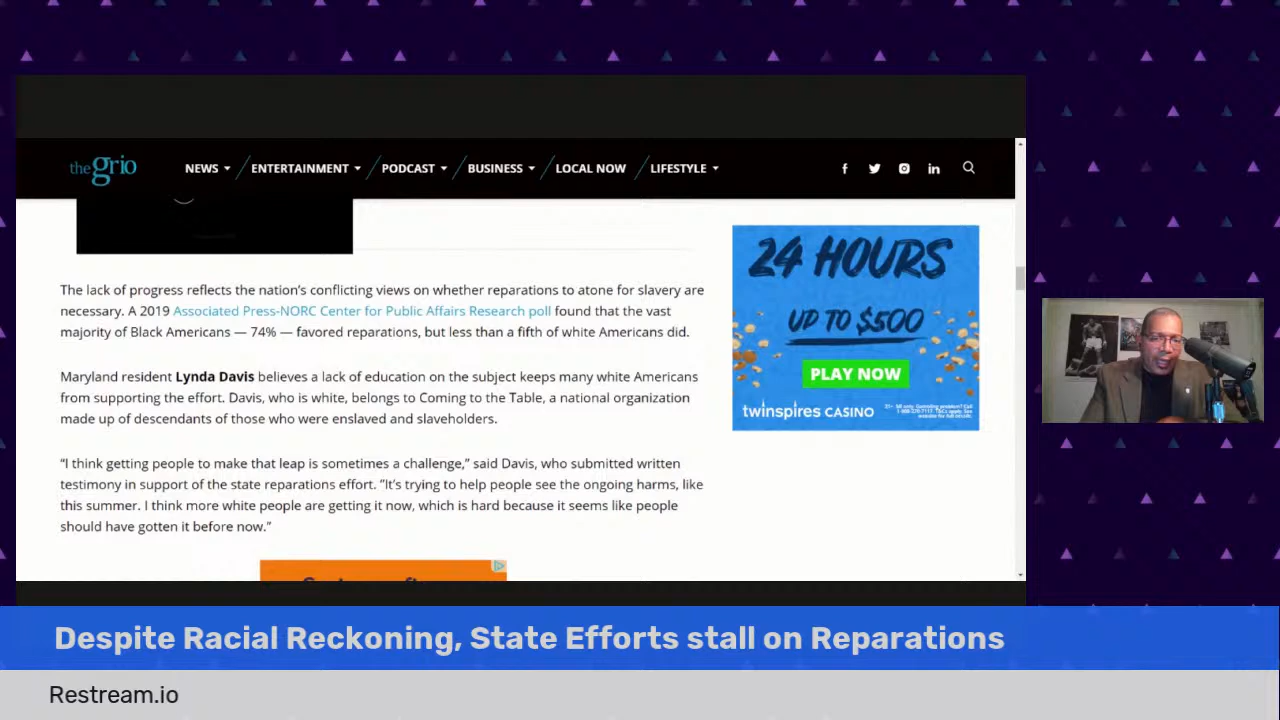 thegrio
NEWS ENTERTAINMENT PODCAST BUSINESS LOCAL NOW LIFESTYLE
The lack of progress reflects the nation's conflicting views on whether reparations to atone for slavery are
necessary. A 2019 Associated Press-NORC Center for Public Affairs Research poll found that the vast
majority of Black Americans — 74% — favored reparations, but less than a fifth of white Americans did.
Maryland resident Lynda Davis believes a lack of education on the subject keeps many white Americans
from supporting the effort. Davis, who is white, belongs to Coming to the Table, a national organization
made up of descendants of those who were enslaved and slaveholders.
“I think getting people to make that leap is sometimes a challenge,” said Davis, who submitted written
testimony in support of the state reparations effort. “It's trying to help people see the ongoing harms, like
this summer. I think more white people are getting it now, which is hard because it seems like people
should have gotten it before now.”
24 HOURS
UP TO $500
PLAY NOW
twinspires CASINO
Despite Racial Reckoning, State Efforts stall on Reparations
Restream.io